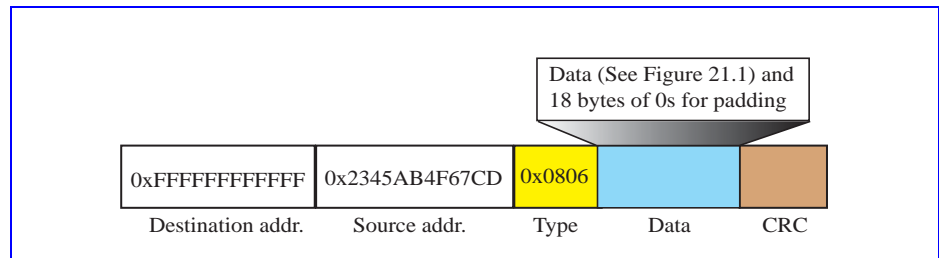 Data (See Figure 21.1) and
18 bytes of 0s for padding
0xFFFFFFFFFFFF 0x2345AB4F67CD 0x0806
Destination addr. Source addr. Type Data CRC